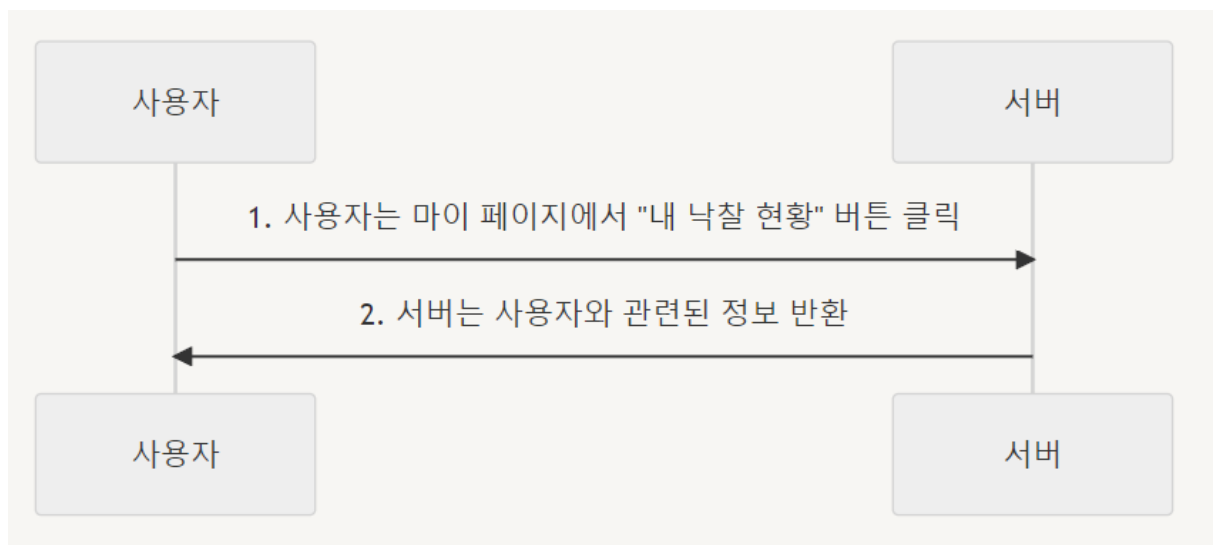 사용자
서버
1. 사용자는 마이 페이지에서 "내 낙찰 현황" 버튼 클릭
2. 서버는 사용자와 관련된 정보 반환
사용자
서버